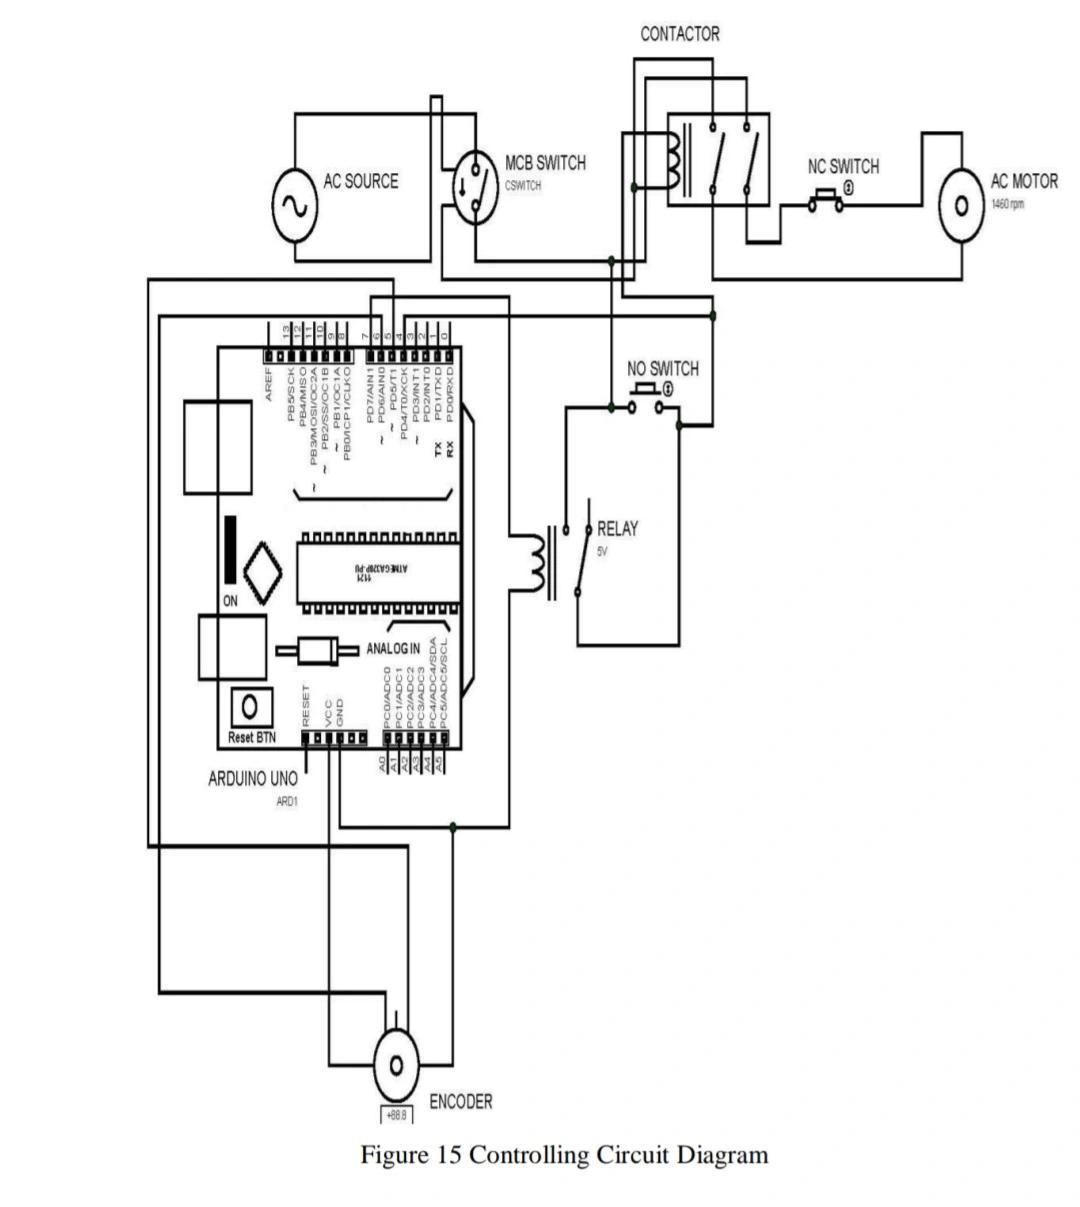 CONTACTOR
MCB SWITCH
CSWITCH
AC SOURCE
NC SWITCH
AC MOTOR
1460 rpm
NO SWITCH
RELAY
5V
13
12
11
10
9
8
7
6
5
4
3
2
1
0
AREF
PB5/SCK
PB4/MISO
~ PB3/MOSI/OC2A
~ PB2/SS/OC1B
~ PB1/OC1A
PB0/ICP1/CLKO
PD7/AIN1
~ PD6/AIN0
~ PD5/T1
PD4/T0/XCK
~ PD3/INT1
PD2/INT0
TX PD1/TXD
RX PD0/RXD
ATMEGA328P-PU
1121
ON
ANALOG IN
RESET
VCC
GND
PC0/ADC0
PC1/ADC1
PC2/ADC2
PC3/ADC3
PC4/ADC4/SDA
PC5/ADC5/SCL
Reset BTN
A0
A1
A2
A3
A4
A5
ARDUINO UNO
ARD1
ENCODER
+88.8
Figure 15 Controlling Circuit Diagram